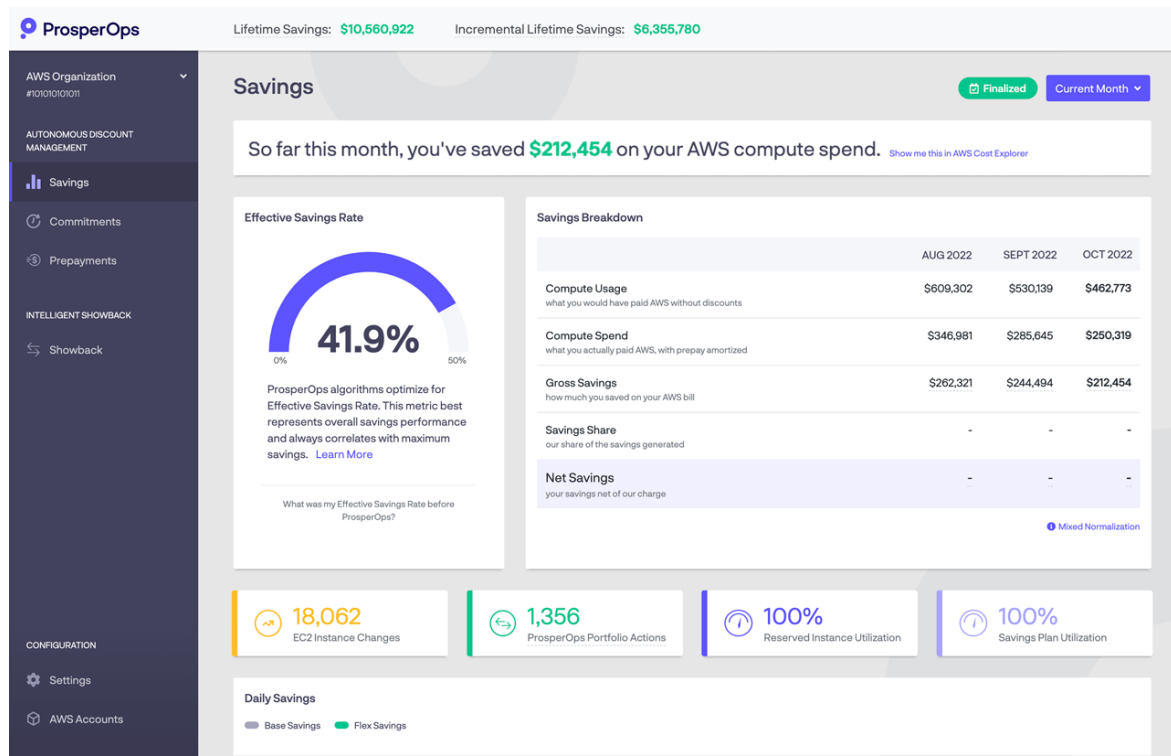 ProsperOps
Lifetime Savings: $10,560,922 Incremental Lifetime Savings: $6,355,780
AWS Organization
#101010101011
AUTONOMOUS DISCOUNT
MANAGEMENT
Savings
Commitments
Prepayments
INTELLIGENT SHOWBACK
Showback
CONFIGURATION
Settings
AWS Accounts
Savings
Finalized
Current Month
So far this month, you've saved $212,454 on your AWS compute spend. Show me this in AWS Cost Explorer
Effective Savings Rate
41.9%
0% 50%
ProsperOps algorithms optimize for
Effective Savings Rate. This metric best
represents overall savings performance
and always correlates with maximum
savings. Learn More
What was my Effective Savings Rate before
ProsperOps?
Savings Breakdown
AUG 2022 SEPT 2022 OCT 2022
Compute Usage $609,302 $530,139 $462,773
what you would have paid AWS without discounts
Compute Spend $346,981 $285,645 $250,319
what you actually paid AWS, with prepay amortized
Gross Savings $262,321 $244,494 $212,454
how much you saved on your AWS bill
Savings Share - - -
our share of the savings generated
Net Savings - - -
your savings net of our charge
Mixed Normalization
18,062
EC2 Instance Changes
1,356
ProsperOps Portfolio Actions
100%
Reserved Instance Utilization
100%
Savings Plan Utilization
Daily Savings
Base Savings Flex Savings